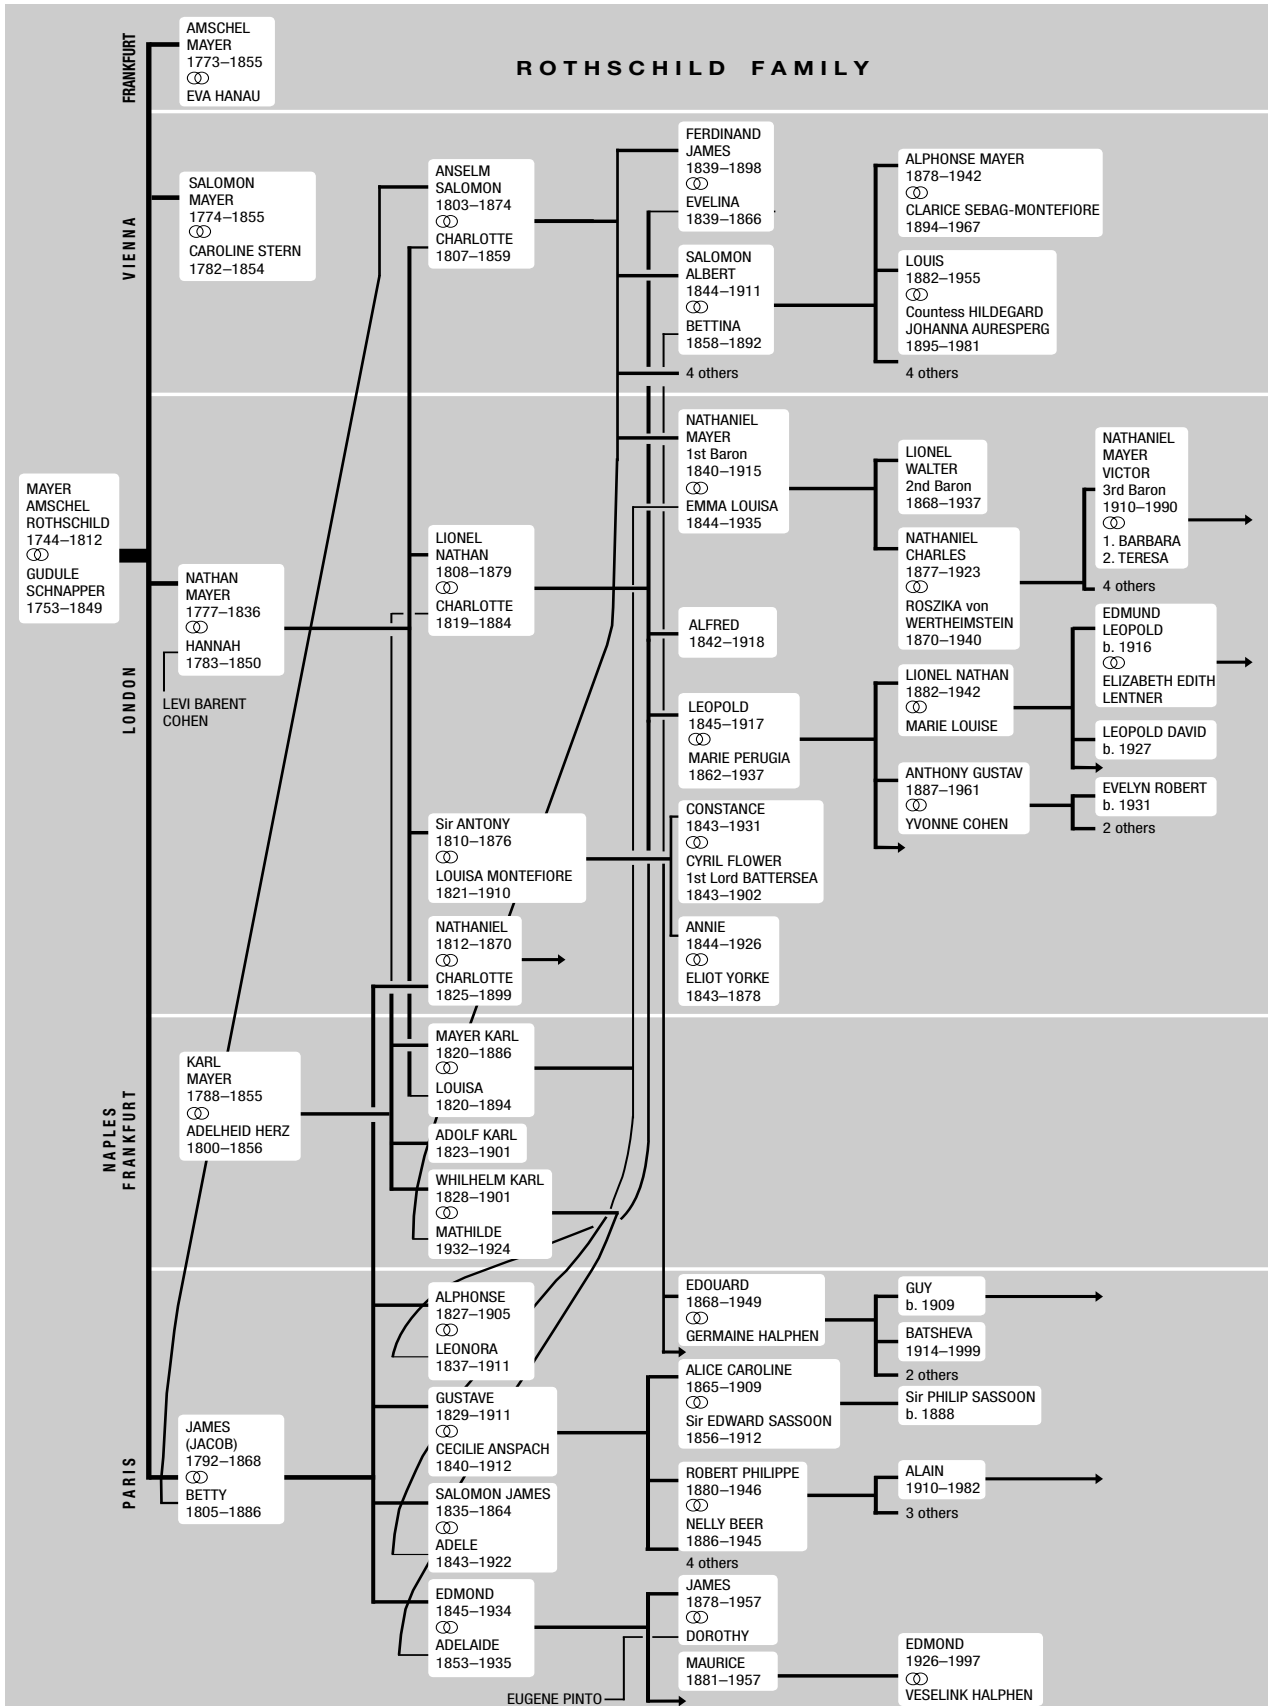 ROTHSCHILD FAMILY
FRANKFURT
AMSCHEL
MAYER
1773–1855
EVA HANAU
VIENNA
SALOMON
MAYER
1774–1855
CAROLINE STERN
1782–1854
ANSELM
SALOMON
1803–1874
CHARLOTTE
1807–1859
FERDINAND
JAMES
1839–1898
EVELINA
1839–1866
SALOMON
ALBERT
1844–1911
BETTINA
1858–1892
4 others
ALPHONSE MAYER
1878–1942
CLARICE SEBAG-MONTEFIORE
1894–1967
LOUIS
1882–1955
Countess HILDEGARD
JOHANNA AURESPERG
1895–1981
4 others
MAYER
AMSCHEL
ROTHSCHILD
1744–1812
GUDULE
SCHNAPPER
1753–1849
LONDON
NATHAN
MAYER
1777–1836
HANNAH
1783–1850
LEVI BARENT
COHEN
LIONEL
NATHAN
1808–1879
CHARLOTTE
1819–1884
Sir ANTONY
1810–1876
LOUISA MONTEFIORE
1821–1910
NATHANIEL
1812–1870
CHARLOTTE
1825–1899
NATHANIEL
MAYER
1st Baron
1840–1915
EMMA LOUISA
1844–1935
ALFRED
1842–1918
LEOPOLD
1845–1917
MARIE PERUGIA
1862–1937
CONSTANCE
1843–1931
CYRIL FLOWER
1st Lord BATTERSEA
1843–1902
ANNIE
1844–1926
ELIOT YORKE
1843–1878
LIONEL
WALTER
2nd Baron
1868–1937
NATHANIEL
CHARLES
1877–1923
ROSZIKA von
WERTHEIMSTEIN
1870–1940
LIONEL NATHAN
1882–1942
MARIE LOUISE
ANTHONY GUSTAV
1887–1961
YVONNE COHEN
NATHANIEL
MAYER
VICTOR
3rd Baron
1910–1990
1. BARBARA
2. TERESA
4 others
EDMUND
LEOPOLD
b. 1916
ELIZABETH EDITH
LENTNER
LEOPOLD DAVID
b. 1927
EVELYN ROBERT
b. 1931
2 others
NAPLES
FRANKFURT
KARL
MAYER
1788–1855
ADELHEID HERZ
1800–1856
MAYER KARL
1820–1886
LOUISA
1820–1894
ADOLF KARL
1823–1901
WHILHELM KARL
1828–1901
MATHILDE
1932–1924
PARIS
JAMES
(JACOB)
1792–1868
BETTY
1805–1886
ALPHONSE
1827–1905
LEONORA
1837–1911
GUSTAVE
1829–1911
CECILIE ANSPACH
1840–1912
SALOMON JAMES
1835–1864
ADELE
1843–1922
EDMOND
1845–1934
ADELAIDE
1853–1935
EUGENE PINTO
EDOUARD
1868–1949
GERMAINE HALPHEN
ALICE CAROLINE
1865–1909
Sir EDWARD SASSOON
1856–1912
ROBERT PHILIPPE
1880–1946
NELLY BEER
1886–1945
4 others
JAMES
1878–1957
DOROTHY
MAURICE
1881–1957
GUY
b. 1909
BATSHEVA
1914–1999
2 others
Sir PHILIP SASSOON
b. 1888
ALAIN
1910–1982
3 others
EDMOND
1926–1997
VESELINK HALPHEN